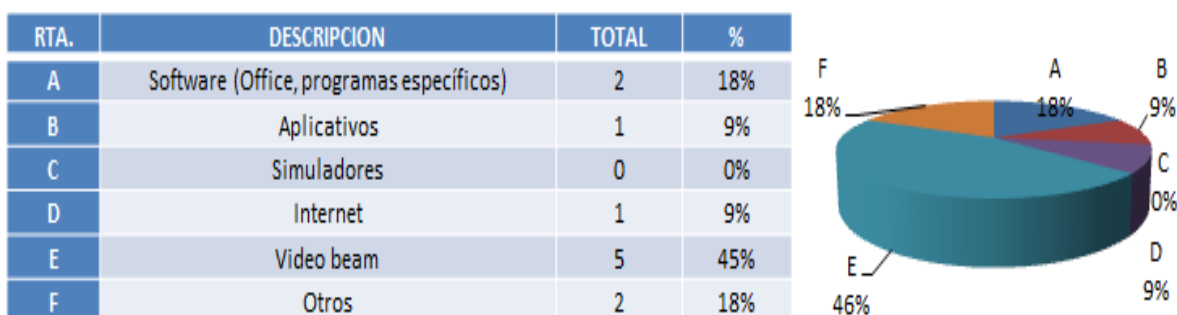 RTA. DESCRIPCION TOTAL %
A Software (Office, programas específicos) 2 18%
B Aplicativos 1 9%
C Simuladores 0 0%
D Internet 1 9%
E Video beam 5 45%
F Otros 2 18%
F
18%
A
18%
B
9%
C
0%
D
9%
E
46%